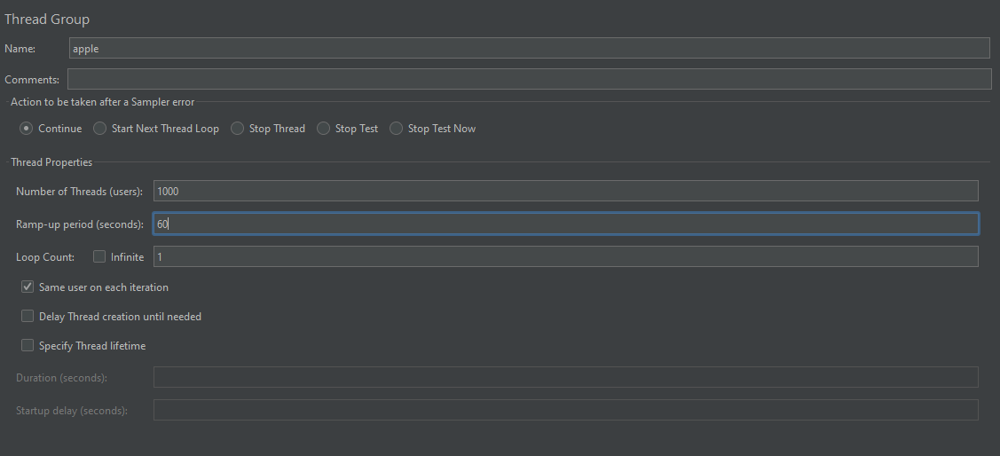 Thread Group
Name: apple
Comments:
Action to be taken after a Sampler error
Continue Start Next Thread Loop Stop Thread Stop Test Stop Test Now
Thread Properties
Number of Threads (users): 1000
Ramp-up period (seconds): 60
Loop Count: Infinite 1
Same user on each iteration
Delay Thread creation until needed
Specify Thread lifetime
Duration (seconds):
Startup delay (seconds):